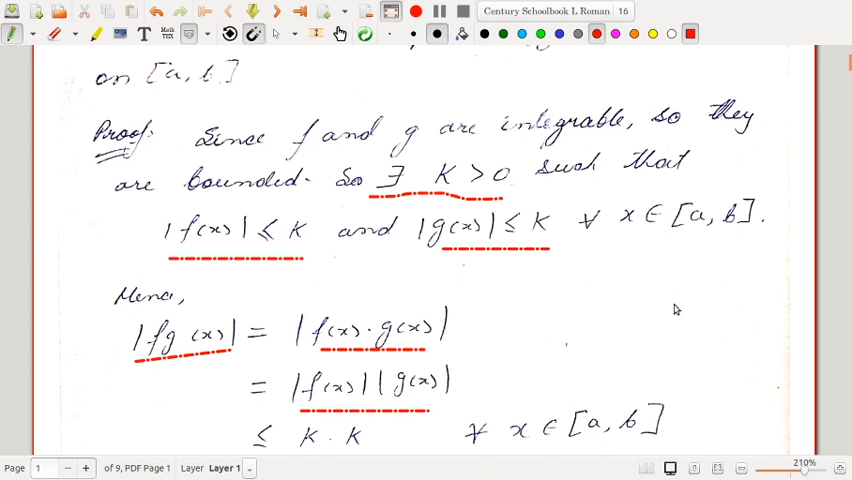 Century Schoolbook L Roman 16
on [a, b]
Proof. Since f and g are integrable, so they
are bounded. So ∃ K > 0 such that
|f(x)| ≤ K and |g(x)| ≤ K ∀ x ∈ [a, b].
Hence,
|fg (x)| = |f(x) . g(x)|
= |f(x)| |g(x)|
≤ K . K ∀ x ∈ [a, b]
Page 1 of 9, PDF Page 1 Layer Layer 1 210%